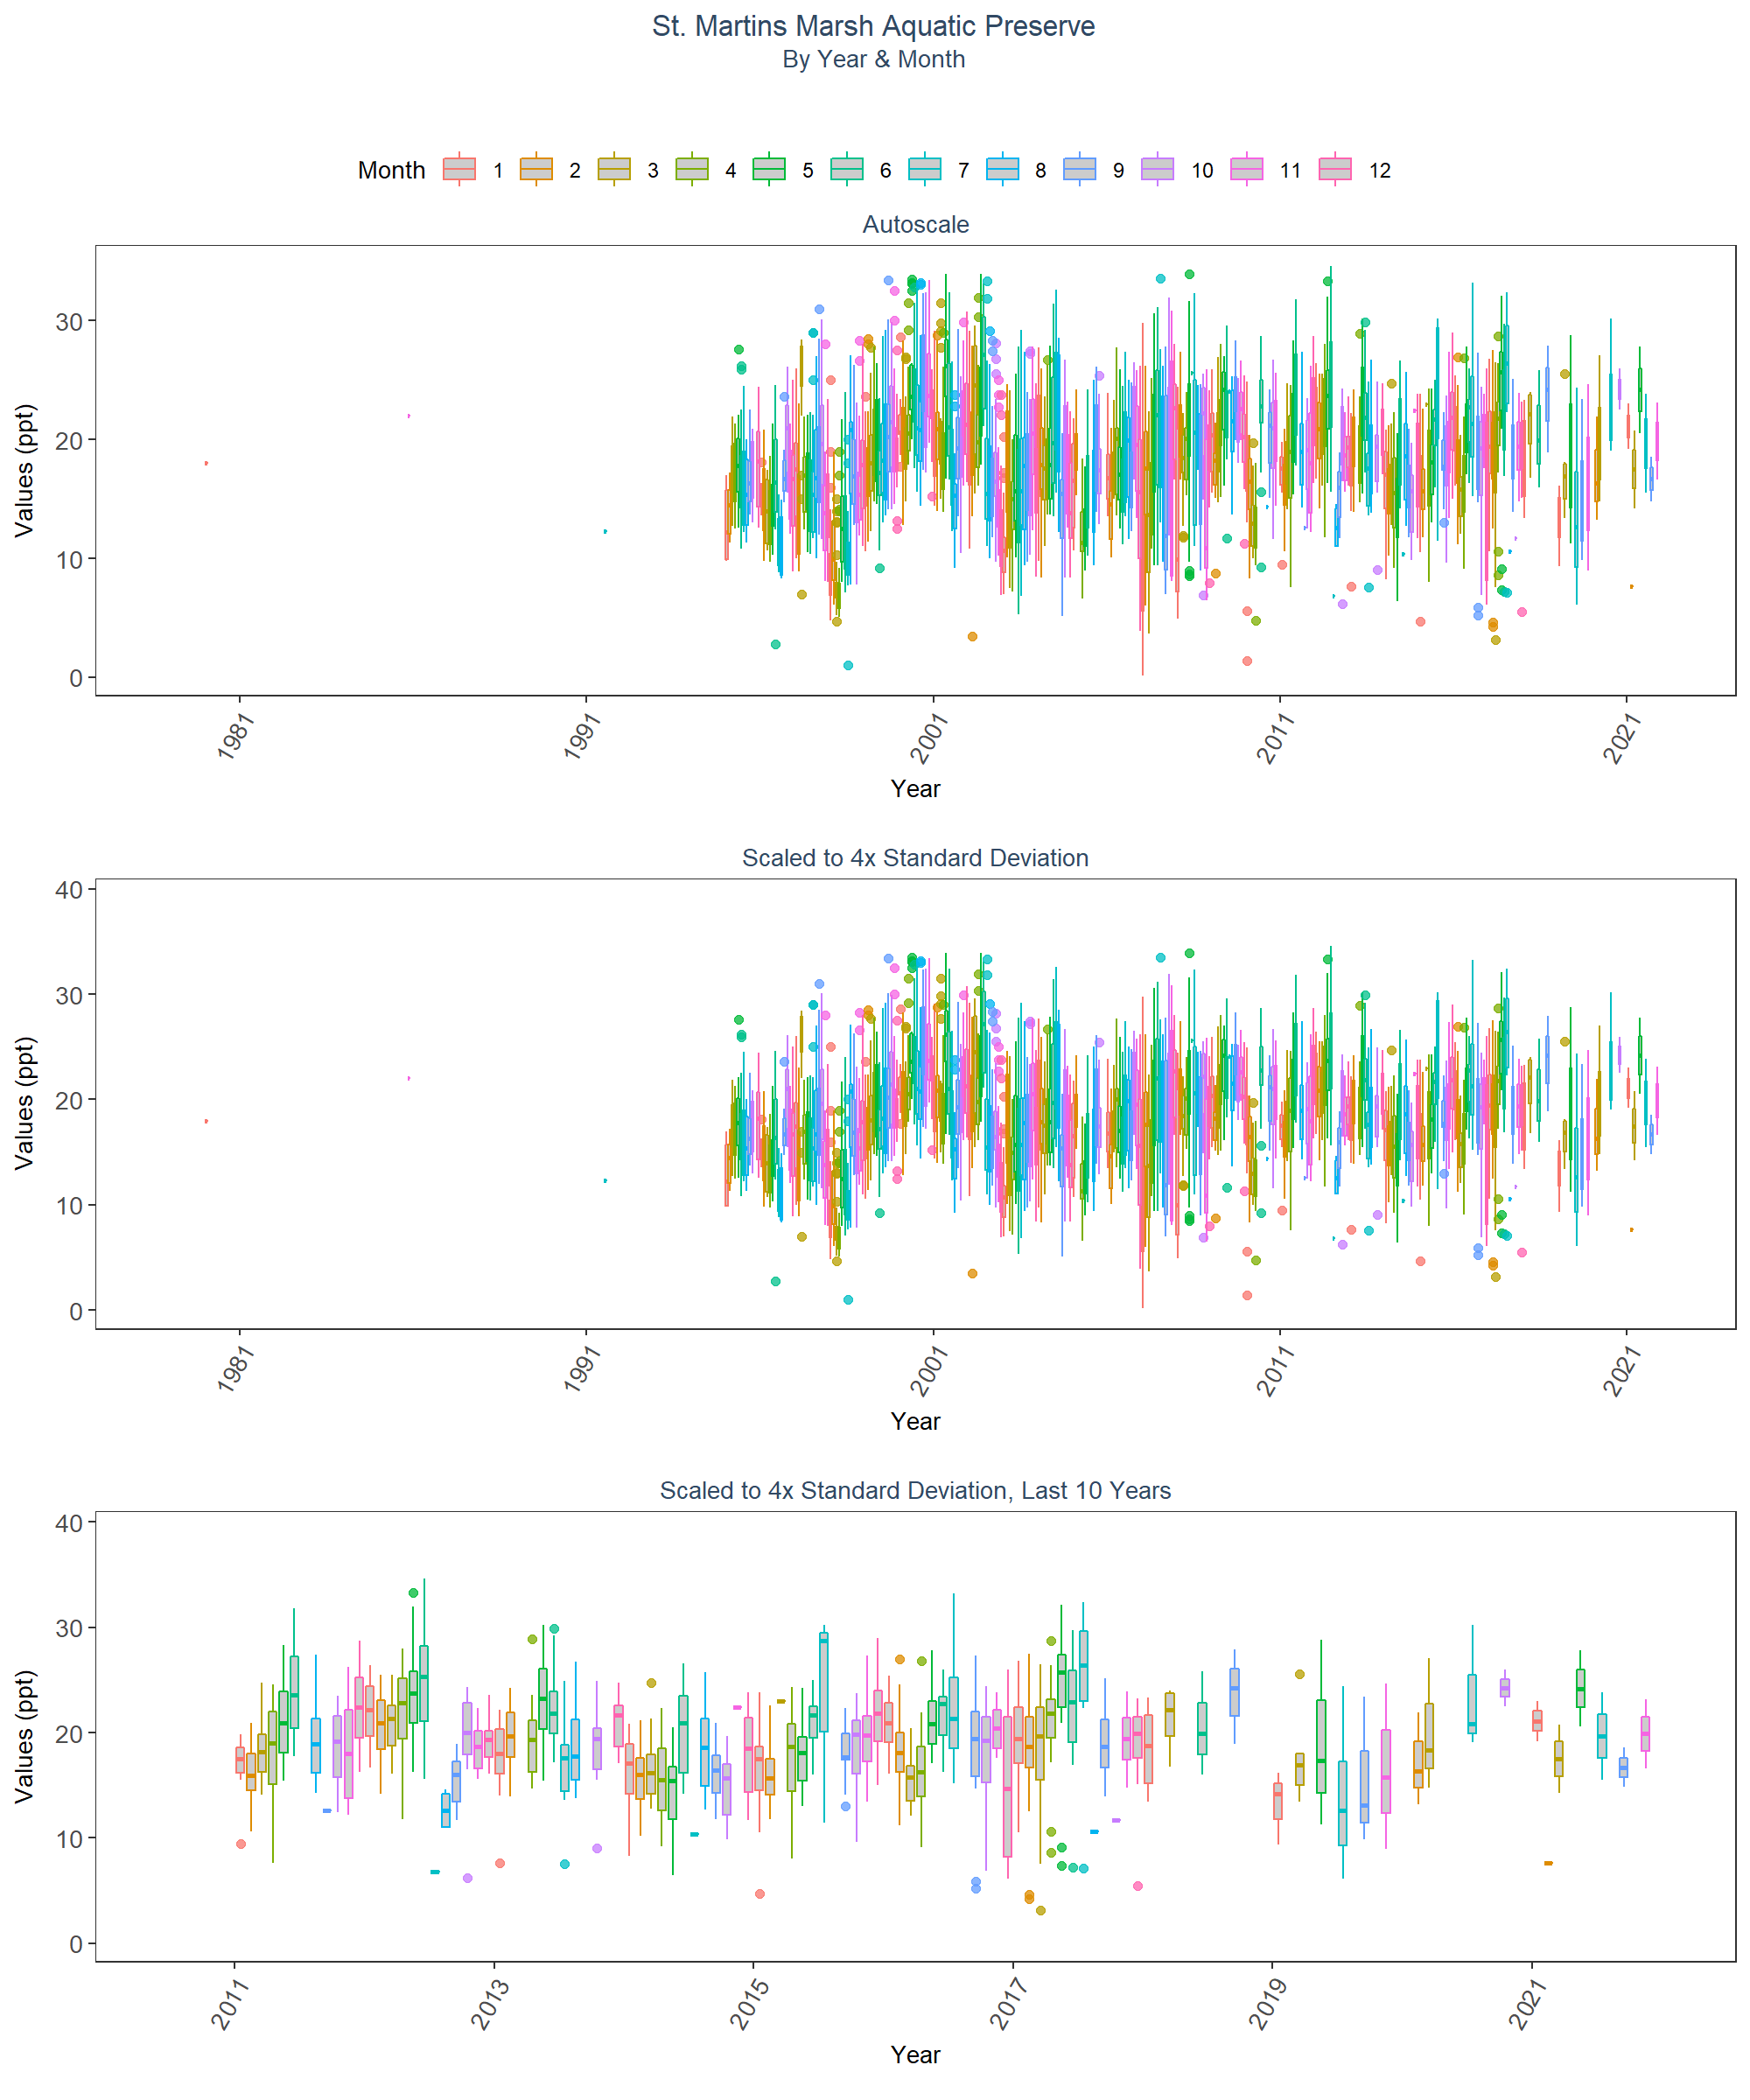 St. Martins Marsh Aquatic Preserve
By Year & Month
Month 1 2 3 4 5 6 7 8 9 10 11 12
Autoscale
Values (ppt)
30
20
10
0
1981 1991 2001 2011 2021
Year
Scaled to 4x Standard Deviation
Values (ppt)
40
30
20
10
0
1981 1991 2001 2011 2021
Year
Scaled to 4x Standard Deviation, Last 10 Years
Values (ppt)
40
30
20
10
0
2011 2013 2015 2017 2019 2021
Year